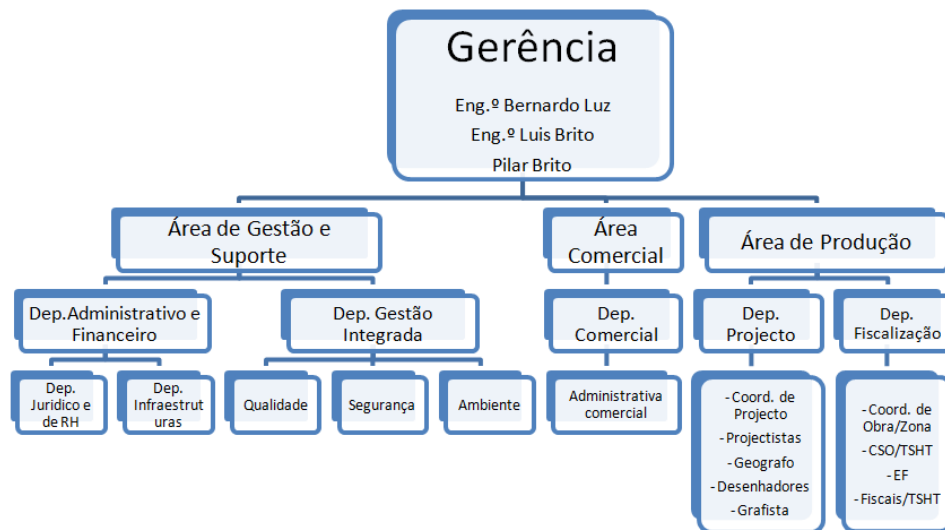 Gerência
Eng.º Bernardo Luz
Eng.º Luis Brito
Pilar Brito
Área de Gestão e
Suporte
Área
Comercial
Área de Produção
Dep.Administrativo e
Financeiro
Dep. Gestão
Integrada
Dep.
Comercial
Dep.
Projecto
Dep.
Fiscalização
Dep.
Juridico e
de RH
Dep.
Infraestrut
uras
Qualidade
Segurança
Ambiente
Administrativa
comercial
- Coord. de
Projecto
- Projectistas
- Geografo
- Desenhadores
- Grafista
- Coord. de
Obra/Zona
- CSO/TSHT
- EF
- Fiscais/TSHT